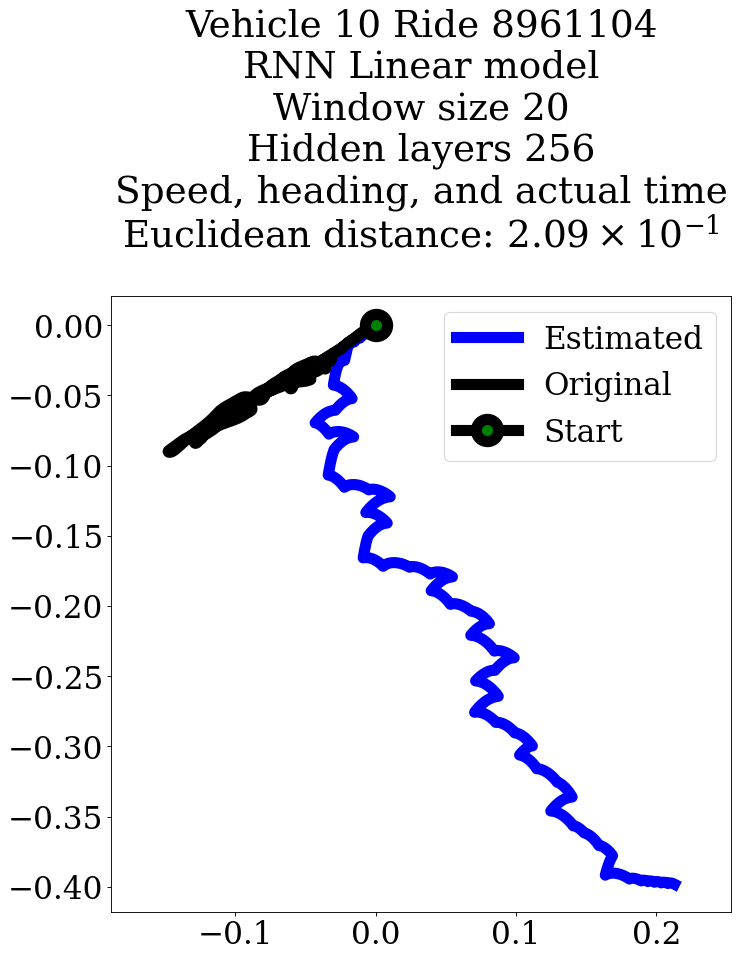 Vehicle 10 Ride 8961104
RNN Linear model
Window size 20
Hidden layers 256
Speed, heading, and actual time
Euclidean distance: 2.09 × 10⁻¹
Estimated
Original
Start
0.00
−0.05
−0.10
−0.15
−0.20
−0.25
−0.30
−0.35
−0.40
−0.1
0.0
0.1
0.2